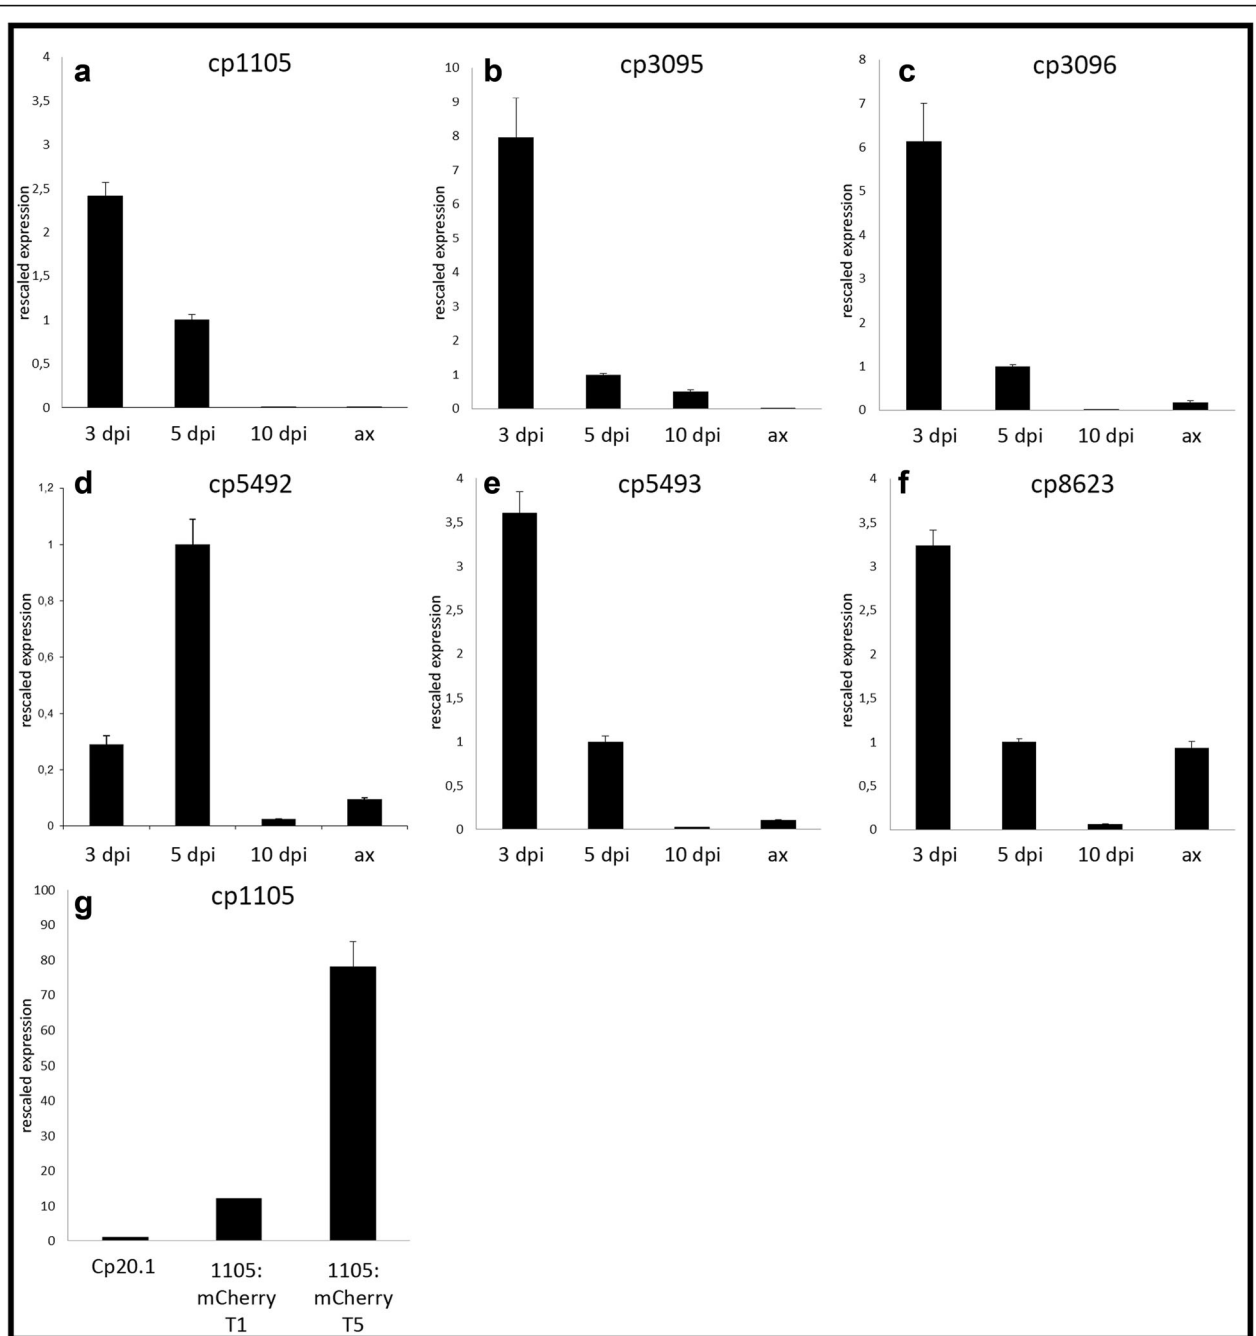 a cp1105
rescaled expression
4
3,5
3
2,5
2
1,5
1
0,5
0
3 dpi 5 dpi 10 dpi ax
b cp3095
rescaled expression
10
9
8
7
6
5
4
3
2
1
0
3 dpi 5 dpi 10 dpi ax
c cp3096
rescaled expression
8
7
6
5
4
3
2
1
0
3 dpi 5 dpi 10 dpi ax
d cp5492
rescaled expression
1,2
1
0,8
0,6
0,4
0,2
0
3 dpi 5 dpi 10 dpi ax
e cp5493
rescaled expression
4
3,5
3
2,5
2
1,5
1
0,5
0
3 dpi 5 dpi 10 dpi ax
f cp8623
rescaled expression
4
3,5
3
2,5
2
1,5
1
0,5
0
3 dpi 5 dpi 10 dpi ax
g cp1105
rescaled expression
100
90
80
70
60
50
40
30
20
10
0
Cp20.1
1105:
mCherry
T1
1105:
mCherry
T5